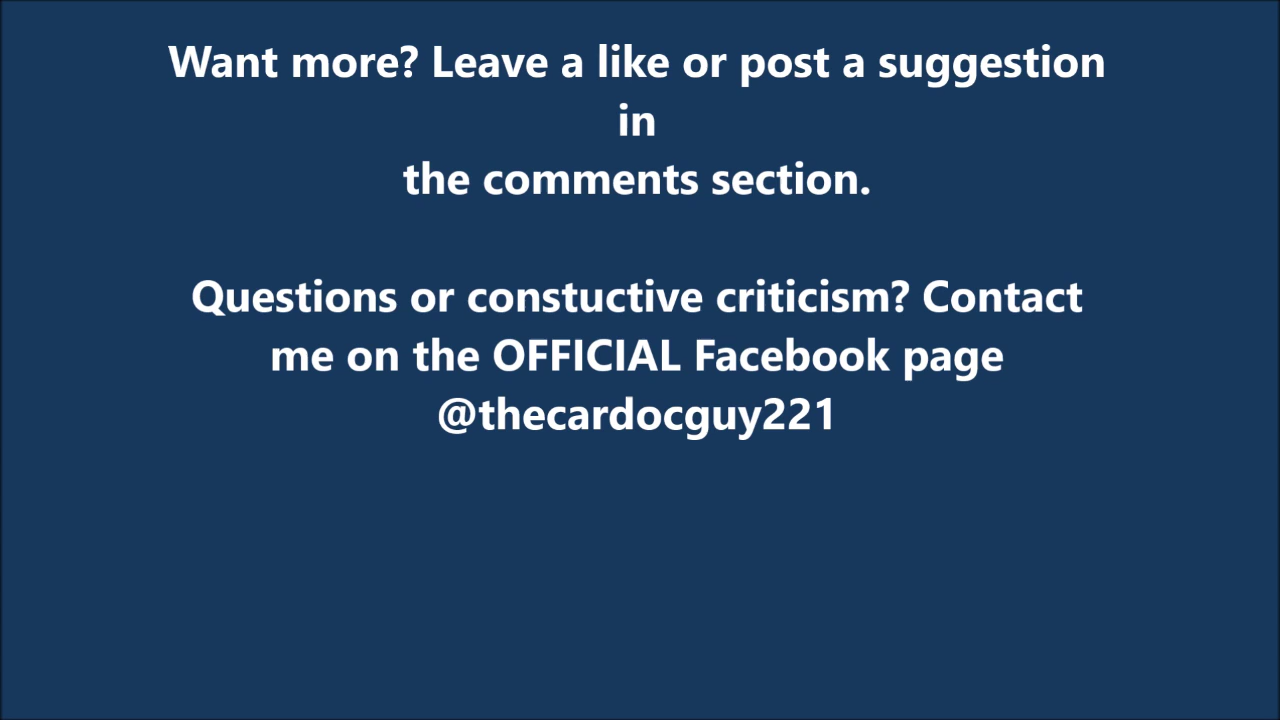 Want more? Leave a like or post a suggestion
in
the comments section.
Questions or constuctive criticism? Contact
me on the OFFICIAL Facebook page
@thecardocguy221